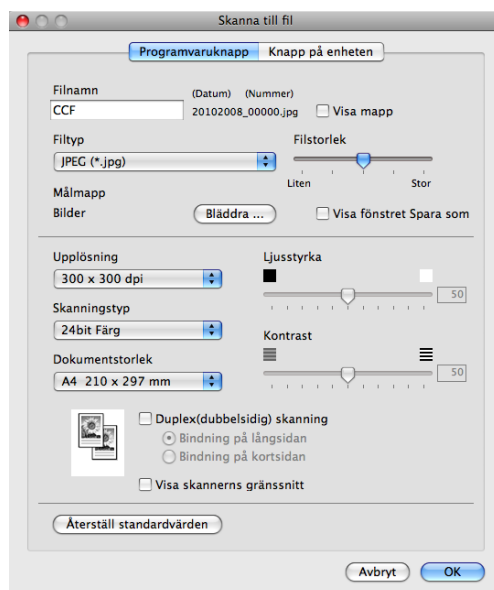 Skanna till fil
Programvaruknapp Knapp på enheten
Filnamn
(Datum) (Nummer)
CCF 20102008_00000.jpg Visa mapp
Filtyp Filstorlek
JPEG (*.jpg)
Liten Stor
Målmapp
Bilder Bläddra ... Visa fönstret Spara som
Upplösning Ljusstyrka
300 x 300 dpi
50
Skanningstyp
24bit Färg Kontrast
Dokumentstorlek
A4 210 x 297 mm 50
Duplex(dubbelsidig) skanning
Bindning på långsidan
Bindning på kortsidan
Visa skannerns gränssnitt
Återställ standardvärden
Avbryt OK